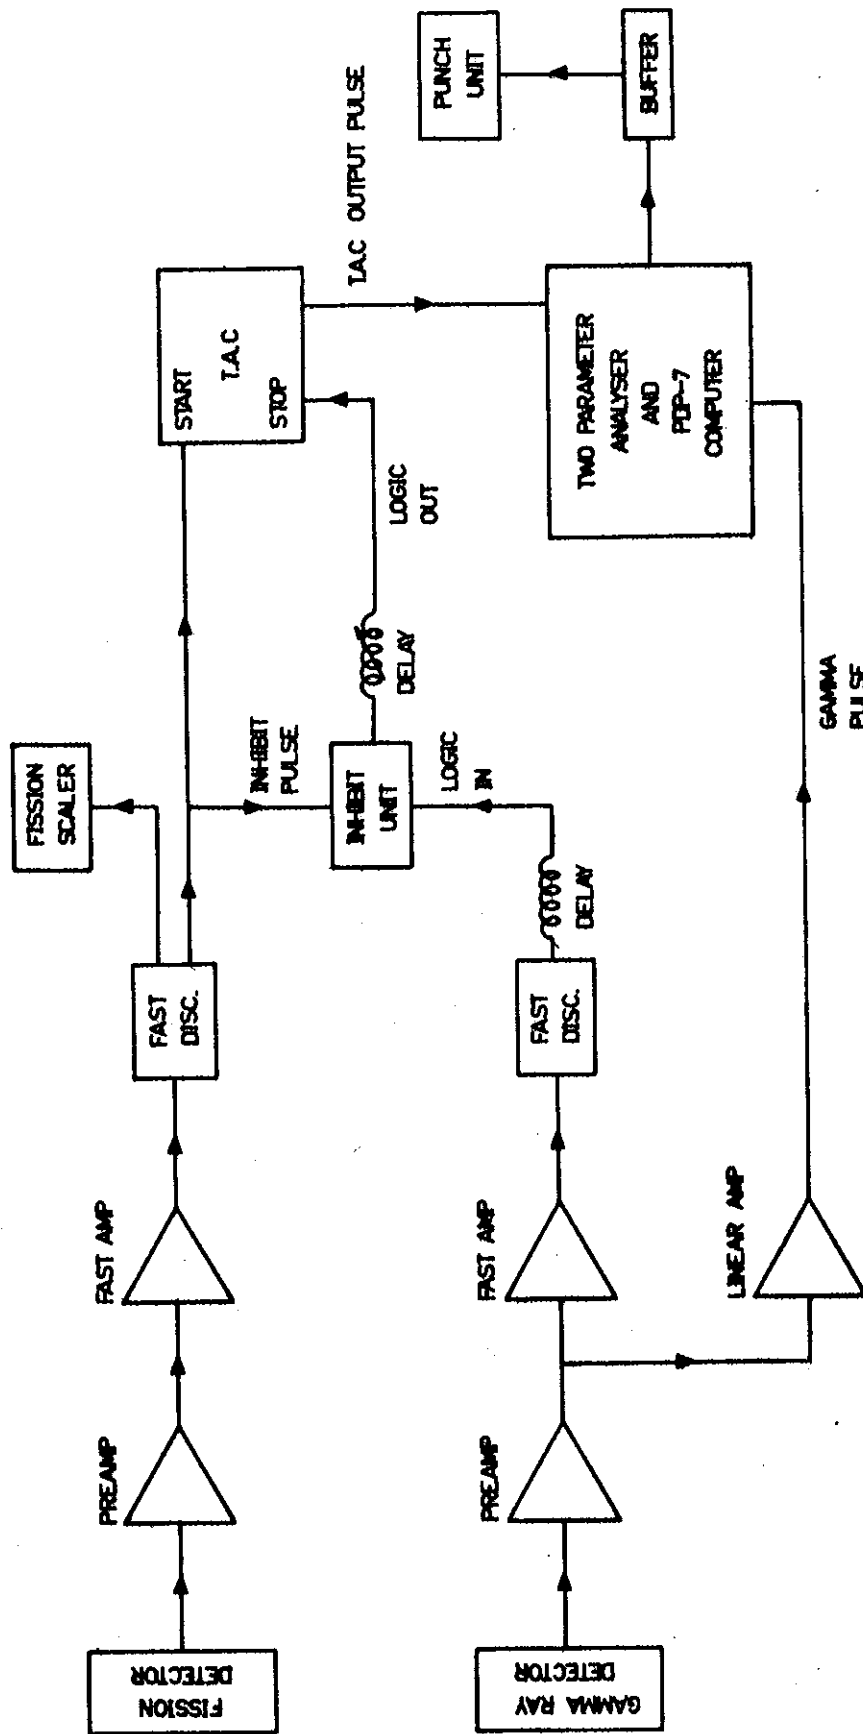 FISSION
DETECTOR
PREAMP
FAST AMP
FAST
DISC.
FISSION
SCALER
INHIBIT
PULSE
START
T.A.C
STOP
T.A.C OUTPUT PULSE
INHIBIT
UNIT
DELAY
LOGIC
OUT
LOGIC
IN
GAMMA RAY
DETECTOR
PREAMP
FAST AMP
FAST
DISC.
DELAY
LINEAR AMP
GAMMA
PULSE
TWO PARAMETER
ANALYSER
AND
PDP-7
COMPUTER
BUFFER
PUNCH
UNIT